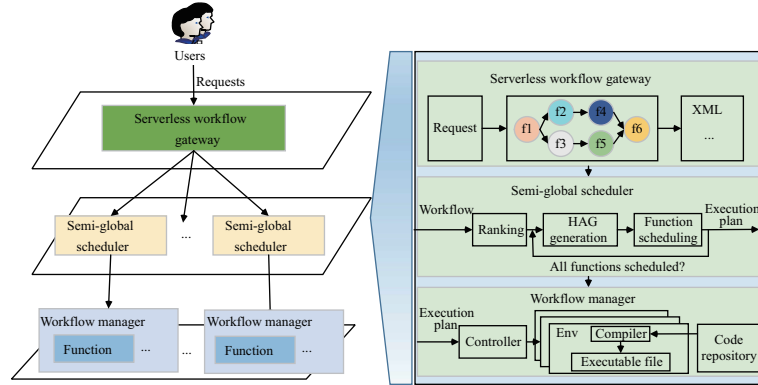 Users
Requests
Serverless workflow
gateway
Semi-global
scheduler
...
Semi-global
scheduler
Workflow manager
Function
...
...
Workflow manager
Function
...
Serverless workflow gateway
Request
f1
f2
f4
f3
f5
f6
XML
...
Semi-global scheduler
Workflow
Ranking
HAG
generation
Function
scheduling
Execution
plan
All functions scheduled?
Workflow manager
Execution
plan
Controller
Env
Compiler
Executable file
Code
repository